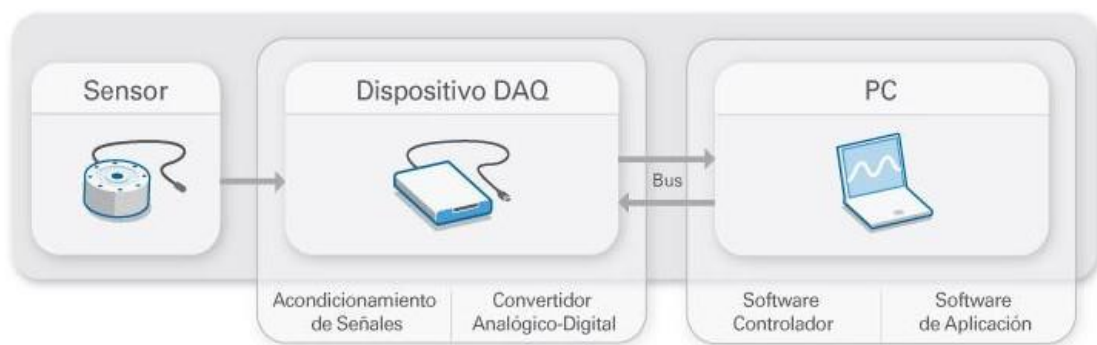 Sensor
Dispositivo DAQ
PC
Bus
Acondicionamiento
de Señales
Convertidor
Analógico-Digital
Software
Controlador
Software
de Aplicación